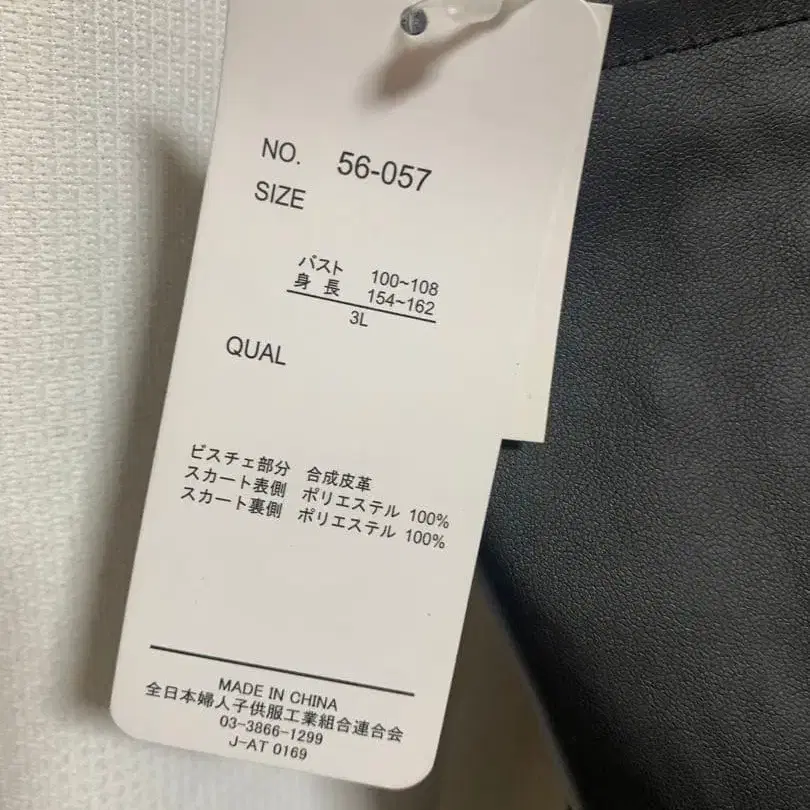 NO. 56-057
SIZE
バスト 100~108
身 長 154~162
3L
QUAL
ビスチェ部分 合成皮革
スカート表側 ポリエステル 100%
スカート裏側 ポリエステル 100%
MADE IN CHINA
全日本婦人子供服工業組合連合会
03-3866-1299
J-AT 0169